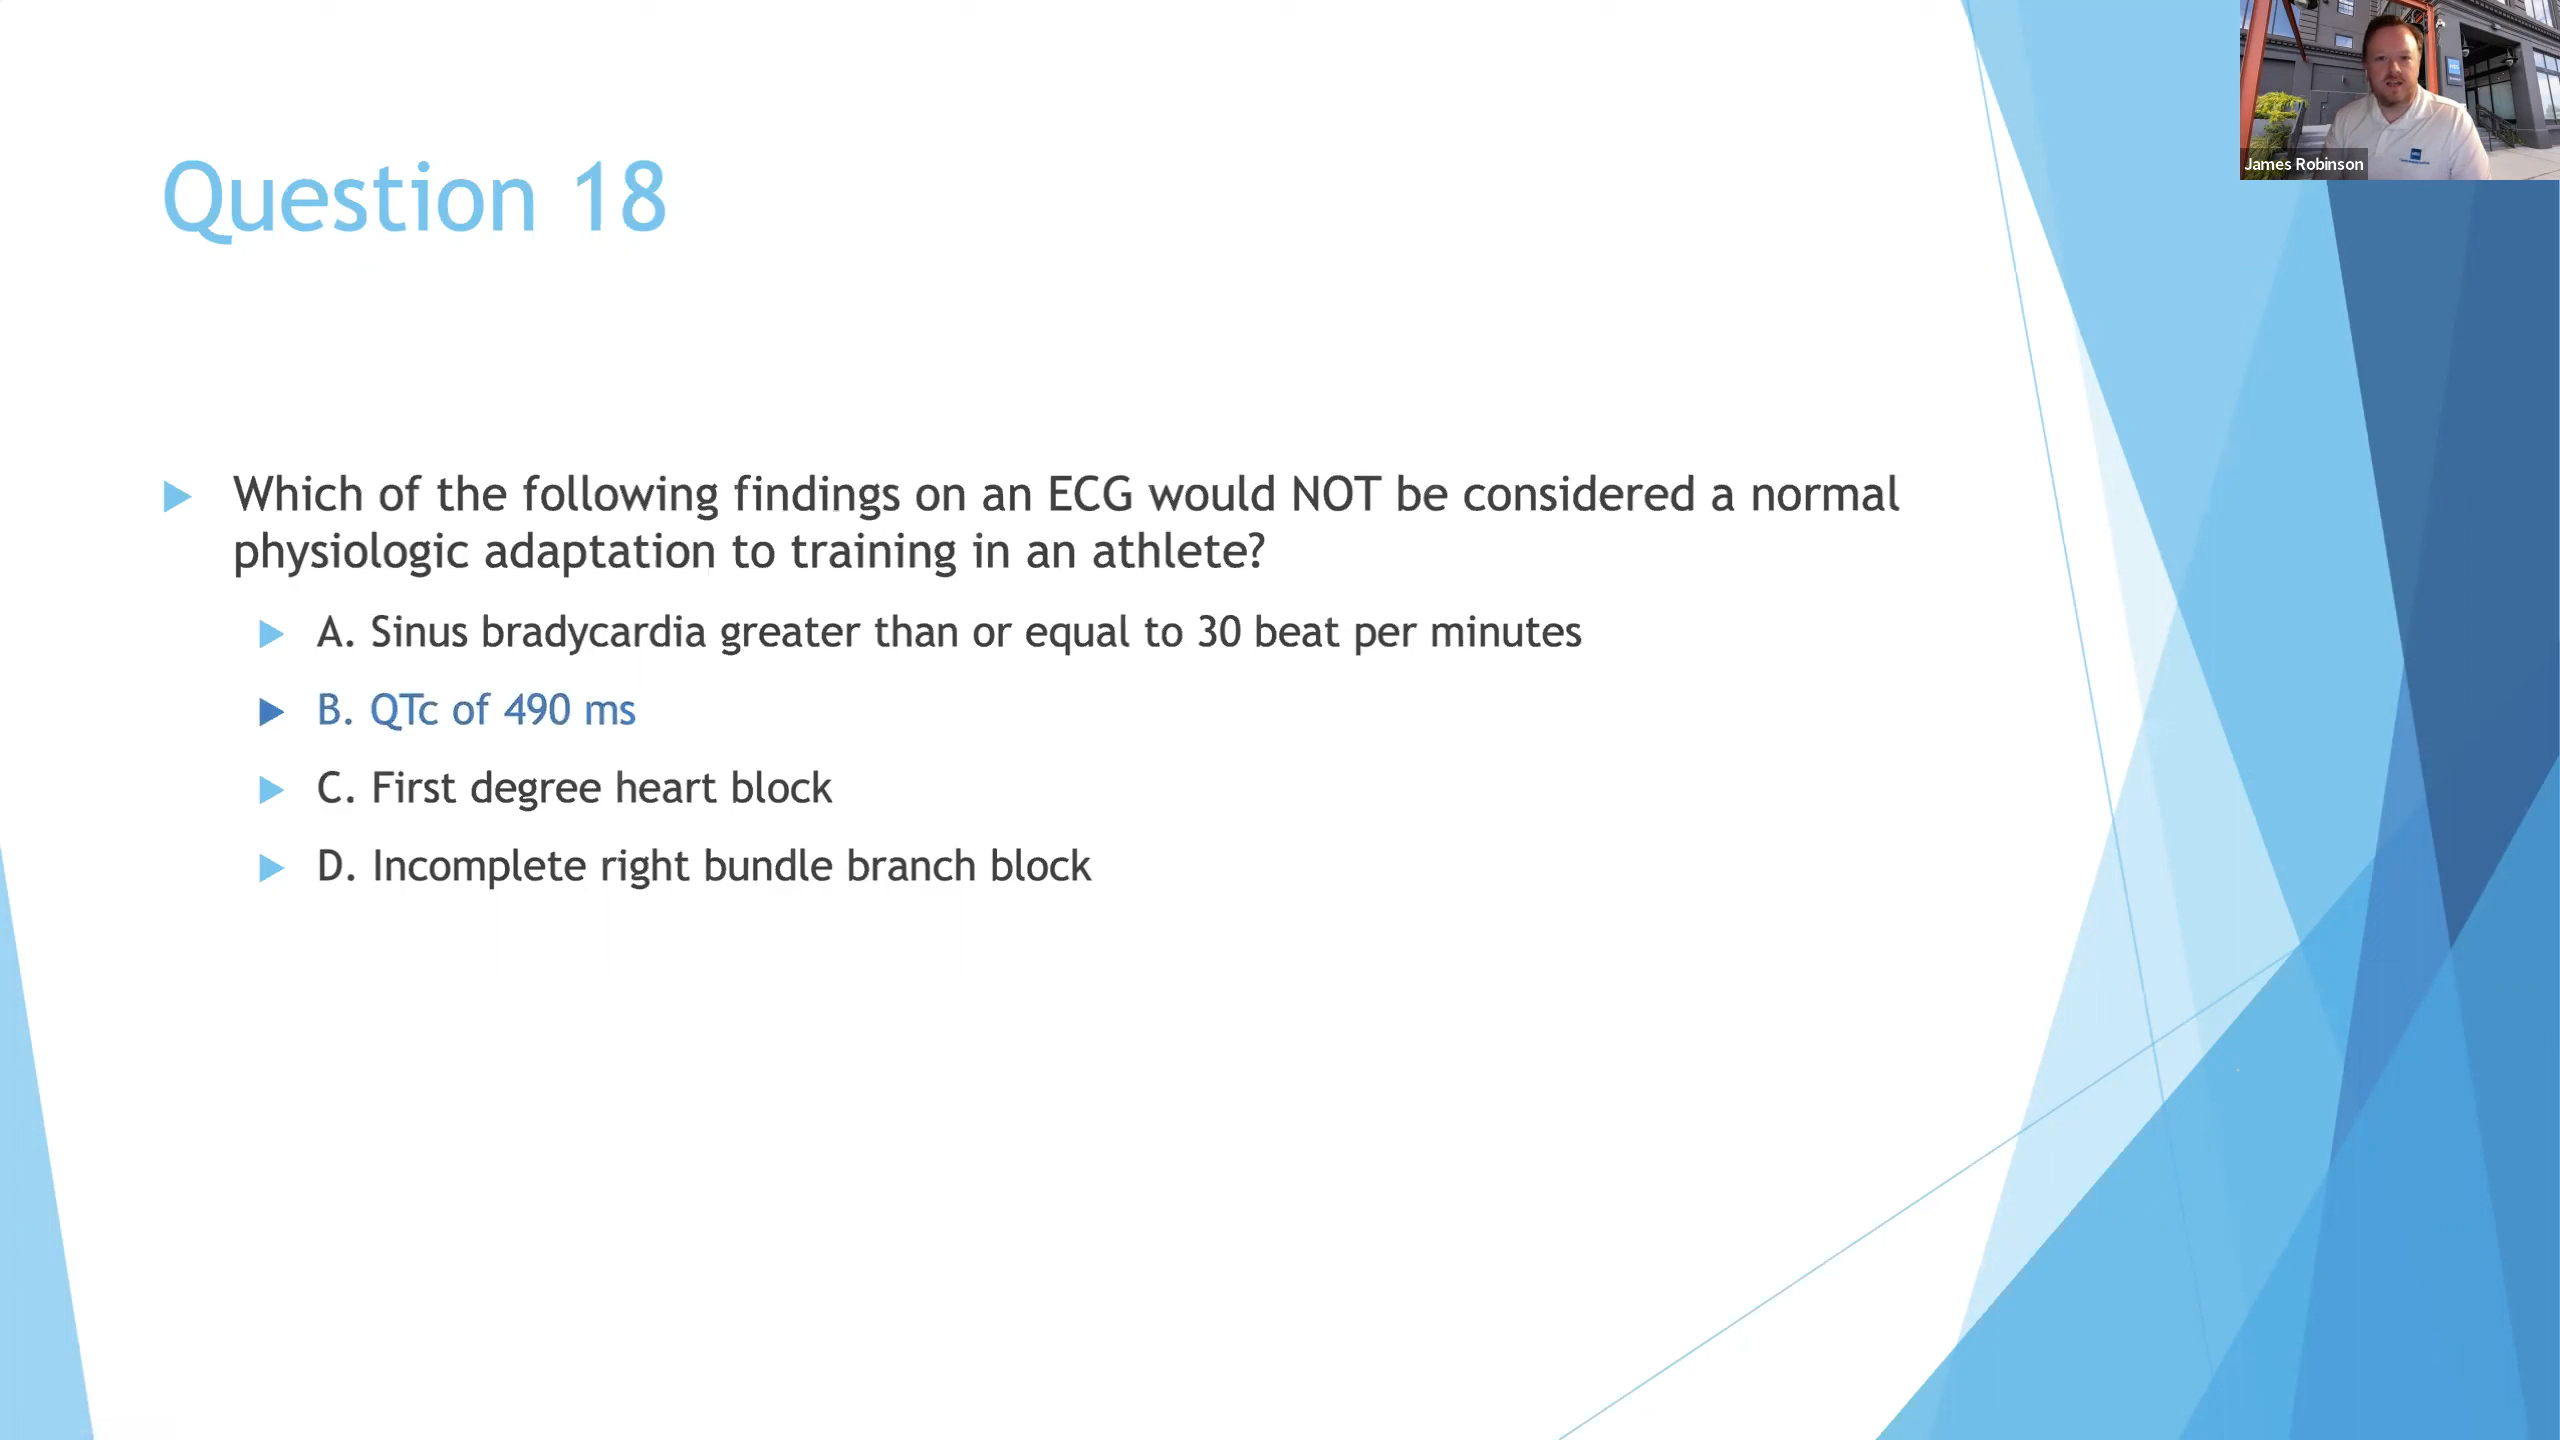 Question 18
Which of the following findings on an ECG would NOT be considered a normal
physiologic adaptation to training in an athlete?
A. Sinus bradycardia greater than or equal to 30 beat per minutes
B. QTc of 490 ms
C. First degree heart block
D. Incomplete right bundle branch block
James Robinson